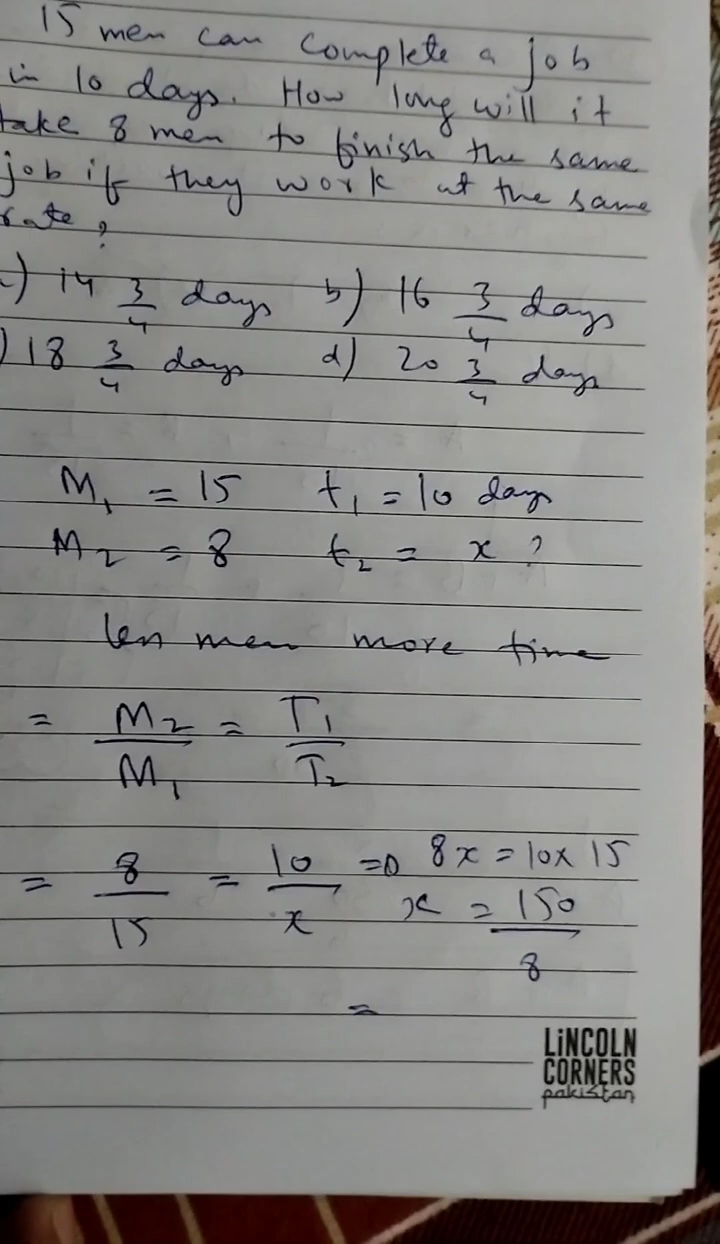 15 men can complete a job
in 10 days. How long will it
take 8 men to finish the same
job if they work at the same
rate?
) 14 3/4 days b) 16 3/4 days
) 18 3/4 days d) 20 3/4 days
M₁ = 15 t₁ = 10 days
M₂ = 8 t₂ = x ?
less men more time
= M₂/M₁ = T₁/T₂
= 8/15 = 10/x => 8x = 10x 15
x = 150/8
=
LiNCOLN
CORNERS
pakistan